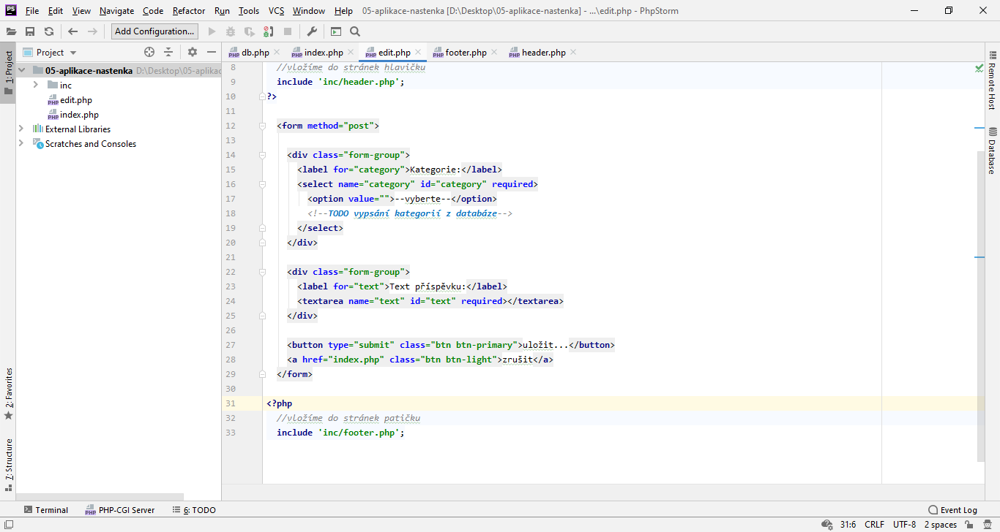 PS File Edit View Navigate Code Refactor Run Tools VCS Window Help 05-aplikace-nastenka [D:\Desktop\05-aplikace-nastenka] - ...\edit.php - PhpStorm
Add Configuration...
1: Project
Project
db.php index.php edit.php footer.php header.php
05-aplikace-nastenka D:\Desktop\05-aplikac
inc
edit.php
index.php
External Libraries
Scratches and Consoles
8 //vložíme do stránek hlavičku
9 include 'inc/header.php';
10 ?>
11
12 <form method="post">
13
14 <div class="form-group">
15 <label for="category">Kategorie:</label>
16 <select name="category" id="category" required>
17 <option value="">--vyberte--</option>
18 <!--TODO vypsání kategorií z databáze-->
19 </select>
20 </div>
21
22 <div class="form-group">
23 <label for="text">Text příspěvku:</label>
24 <textarea name="text" id="text" required></textarea>
25 </div>
26
27 <button type="submit" class="btn btn-primary">uložit...</button>
28 <a href="index.php" class="btn btn-light">zrušit</a>
29 </form>
30
31 <?php
32 //vložíme do stránek patičku
33 include 'inc/footer.php';
Remote Host
Database
2: Favorites
7: Structure
Terminal PHP-CGI Server 6: TODO Event Log
31:6 CRLF UTF-8 2 spaces